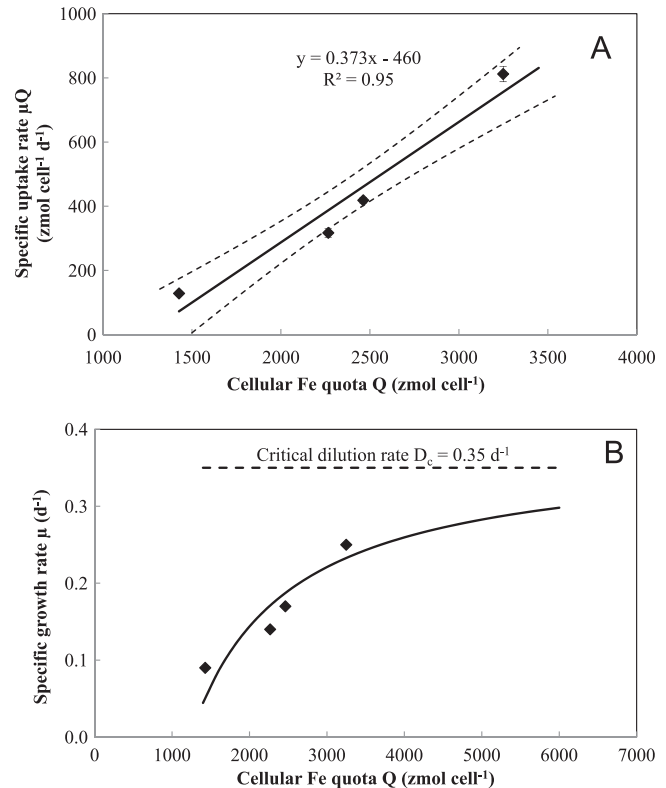 A
y = 0.373x - 460
R² = 0.95
1000
800
600
400
200
0
Specific uptake rate µQ
(zmol cell⁻¹ d⁻¹)
1000 1500 2000 2500 3000 3500 4000
Cellular Fe quota Q (zmol cell⁻¹)
B
Critical dilution rate D꜀ = 0.35 d⁻¹
0.4
0.3
0.2
0.1
0.0
Specific growth rate µ (d⁻¹)
0 1000 2000 3000 4000 5000 6000 7000
Cellular Fe quota Q (zmol cell⁻¹)